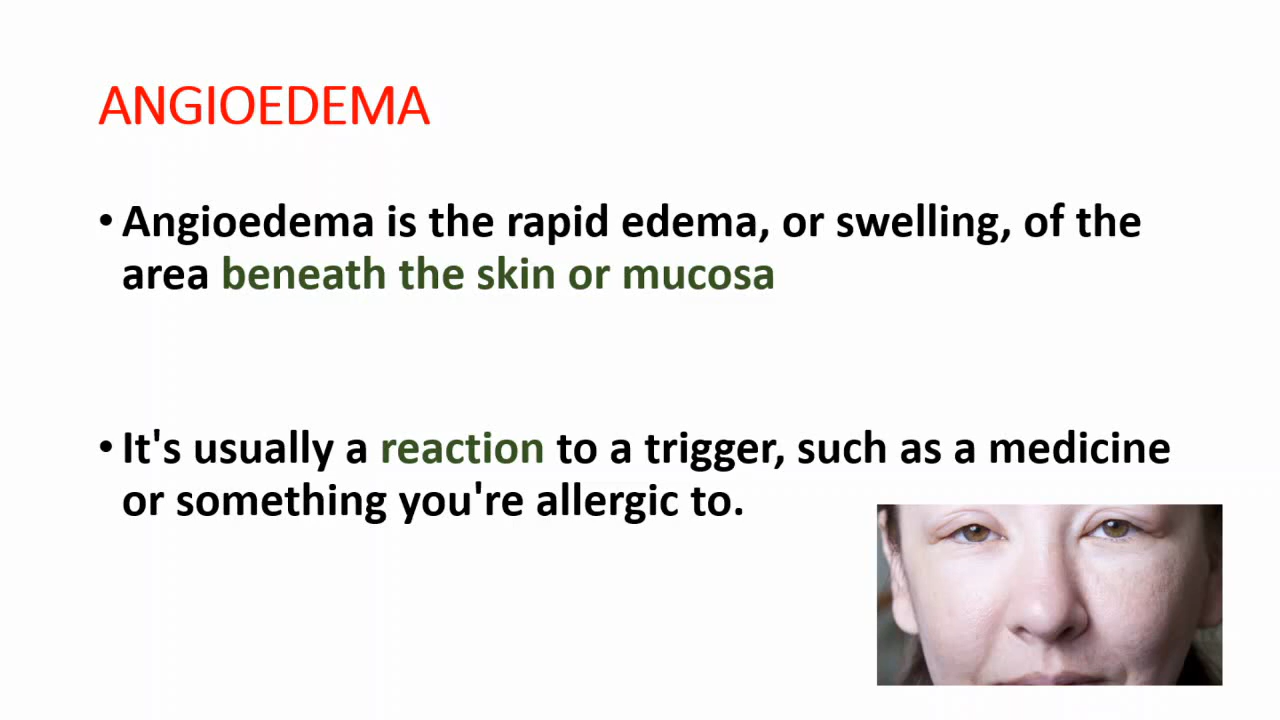 ANGIOEDEMA
• Angioedema is the rapid edema, or swelling, of the
area beneath the skin or mucosa
• It's usually a reaction to a trigger, such as a medicine
or something you're allergic to.